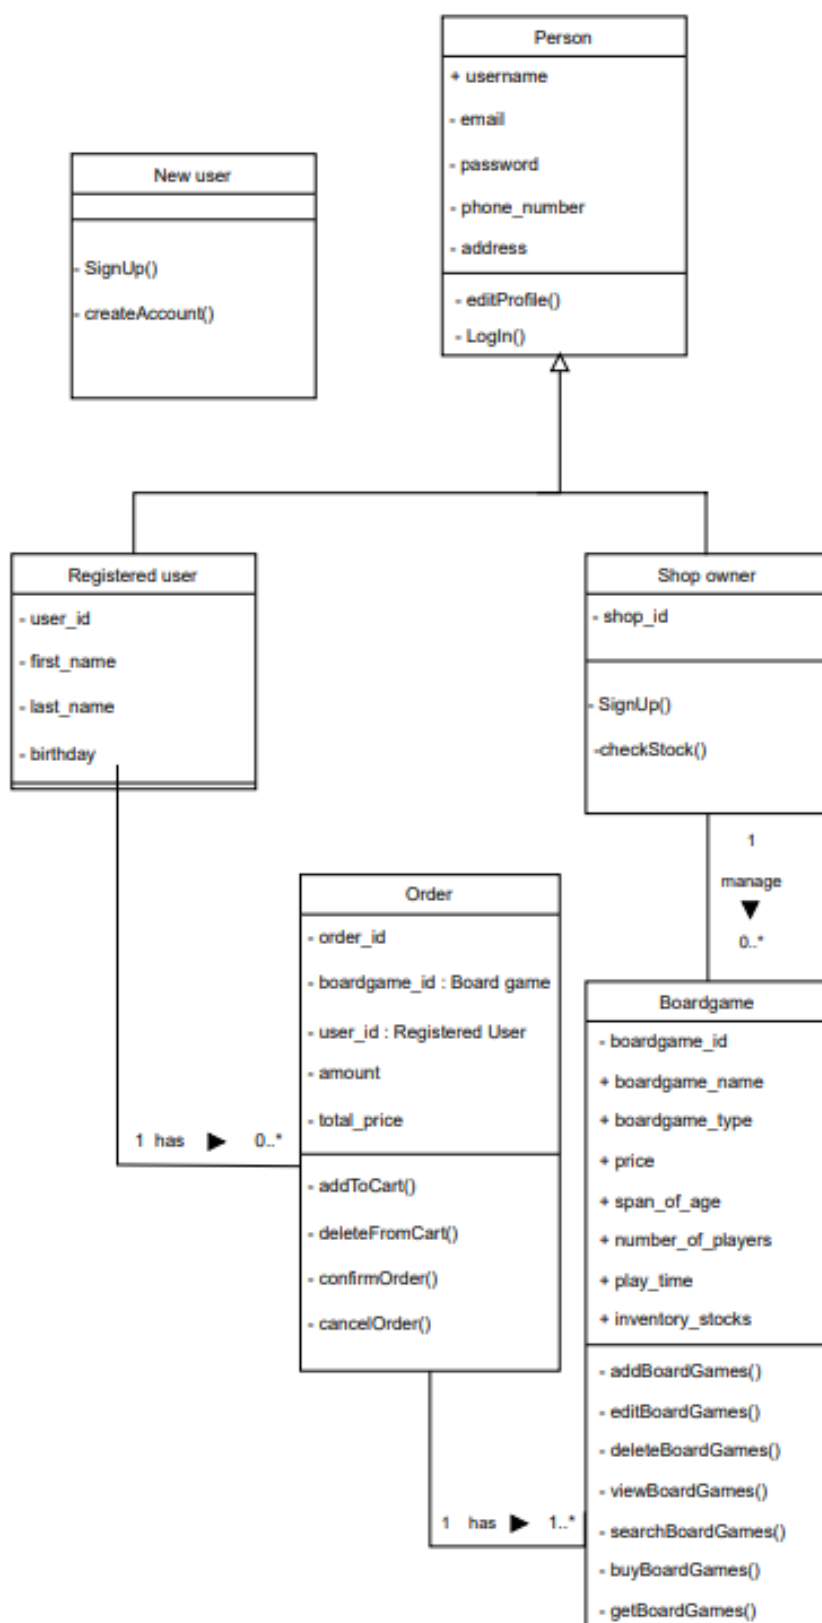 Person
+ username
- email
- password
- phone_number
- address
- editProfile()
- LogIn()
New user
- SignUp()
- createAccount()
Registered user
- user_id
- first_name
- last_name
- birthday
Shop owner
- shop_id
- SignUp()
-checkStock()
1
manage
0..*
Order
- order_id
- boardgame_id : Board game
- user_id : Registered User
- amount
- total_price
- addToCart()
- deleteFromCart()
- confirmOrder()
- cancelOrder()
1 has 0..*
Boardgame
- boardgame_id
+ boardgame_name
+ boardgame_type
+ price
+ span_of_age
+ number_of_players
+ play_time
+ inventory_stocks
- addBoardGames()
- editBoardGames()
- deleteBoardGames()
- viewBoardGames()
- searchBoardGames()
- buyBoardGames()
- getBoardGames()
1 has 1..*